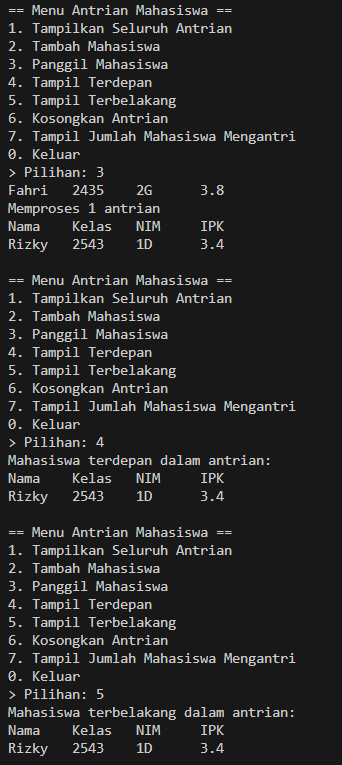 == Menu Antrian Mahasiswa ==
1. Tampilkan Seluruh Antrian
2. Tambah Mahasiswa
3. Panggil Mahasiswa
4. Tampil Terdepan
5. Tampil Terbelakang
6. Kosongkan Antrian
7. Tampil Jumlah Mahasiswa Mengantri
0. Keluar
> Pilihan: 3
Fahri   2435    2G      3.8
Memproses 1 antrian
Nama    Kelas   NIM     IPK
Rizky   2543    1D      3.4

== Menu Antrian Mahasiswa ==
1. Tampilkan Seluruh Antrian
2. Tambah Mahasiswa
3. Panggil Mahasiswa
4. Tampil Terdepan
5. Tampil Terbelakang
6. Kosongkan Antrian
7. Tampil Jumlah Mahasiswa Mengantri
0. Keluar
> Pilihan: 4
Mahasiswa terdepan dalam antrian:
Nama    Kelas   NIM     IPK
Rizky   2543    1D      3.4

== Menu Antrian Mahasiswa ==
1. Tampilkan Seluruh Antrian
2. Tambah Mahasiswa
3. Panggil Mahasiswa
4. Tampil Terdepan
5. Tampil Terbelakang
6. Kosongkan Antrian
7. Tampil Jumlah Mahasiswa Mengantri
0. Keluar
> Pilihan: 5
Mahasiswa terbelakang dalam antrian:
Nama    Kelas   NIM     IPK
Rizky   2543    1D      3.4